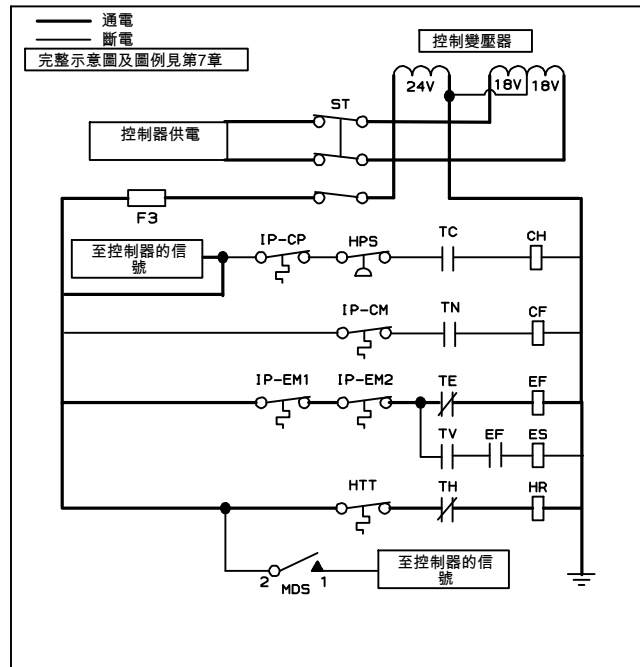 通電
斷電
完整示意圖及圖例見第7章
控制變壓器
24V
18V
18V
ST
控制器供電
F3
至控制器的信
號
IP-CP
HPS
TC
CH
IP-CM
TN
CF
IP-EM1
IP-EM2
TE
EF
TV
EF
ES
HTT
TH
HR
2
MDS
1
至控制器的信
號